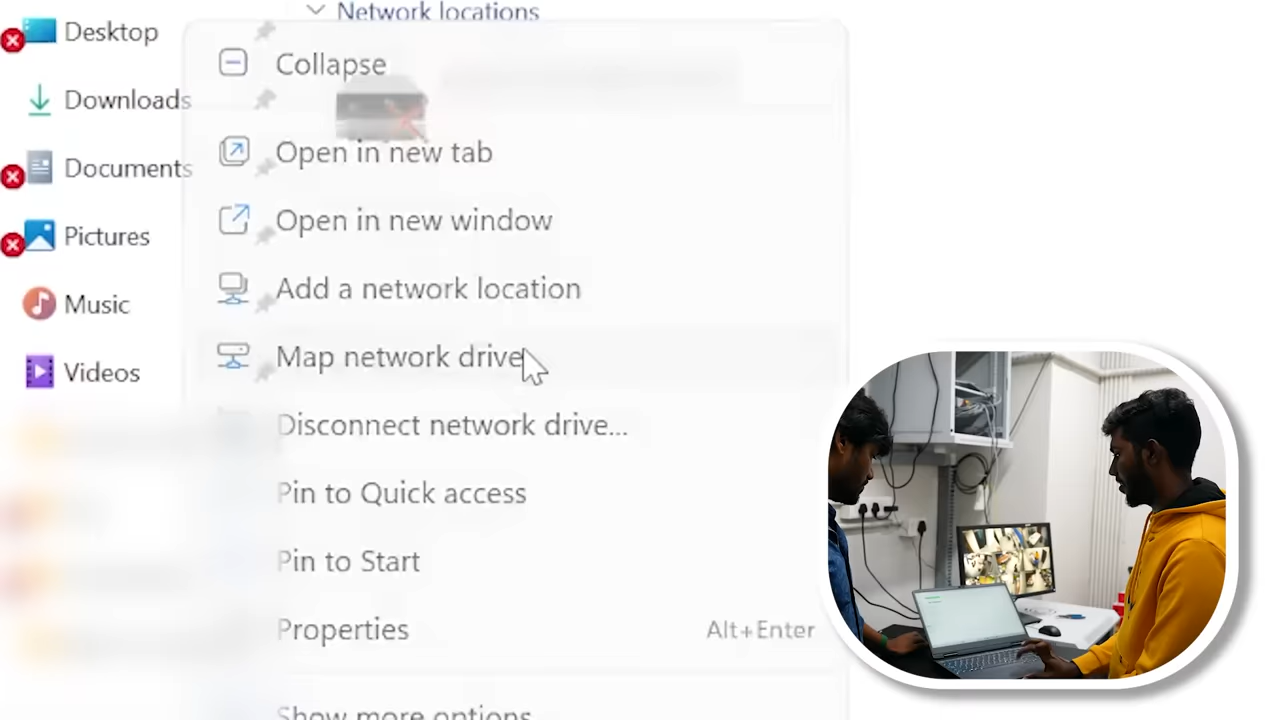 Desktop
Downloads
Documents
Pictures
Music
Videos
Network locations
Collapse
Open in new tab
Open in new window
Add a network location
Map network drive
Disconnect network drive...
Pin to Quick access
Pin to Start
Properties Alt+Enter
Show more options